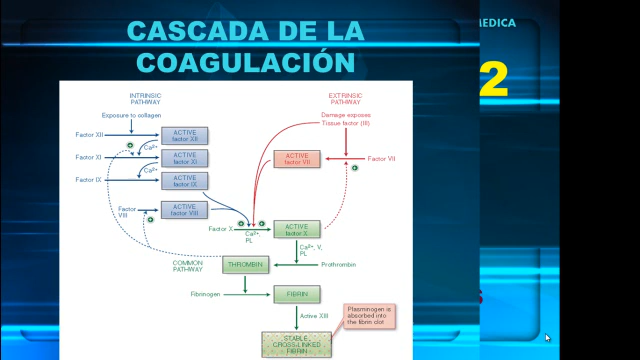 CASCADA DE LA
COAGULACIÓN
MEDICA
2
INTRINSIC
PATHWAY
EXTRINSIC
PATHWAY
Exposure to collagen
Damage exposes
Tissue factor (III)
Factor XII
ACTIVE
factor XII
Ca²⁺
Factor XI
ACTIVE
factor XI
ACTIVE
factor VII
Factor VII
Ca²⁺
Factor IX
ACTIVE
factor IX
Factor
VIII
ACTIVE
factor VIII
Factor X
Ca²⁺,
PL
ACTIVE
factor X
Ca²⁺, V,
PL
COMMON
PATHWAY
THROMBIN
Prothrombin
Fibrinogen
FIBRIN
Active XIII
Plasminogen is
absorbed into
the fibrin clot
STABLE
CROSS-LINKED
FIBRIN